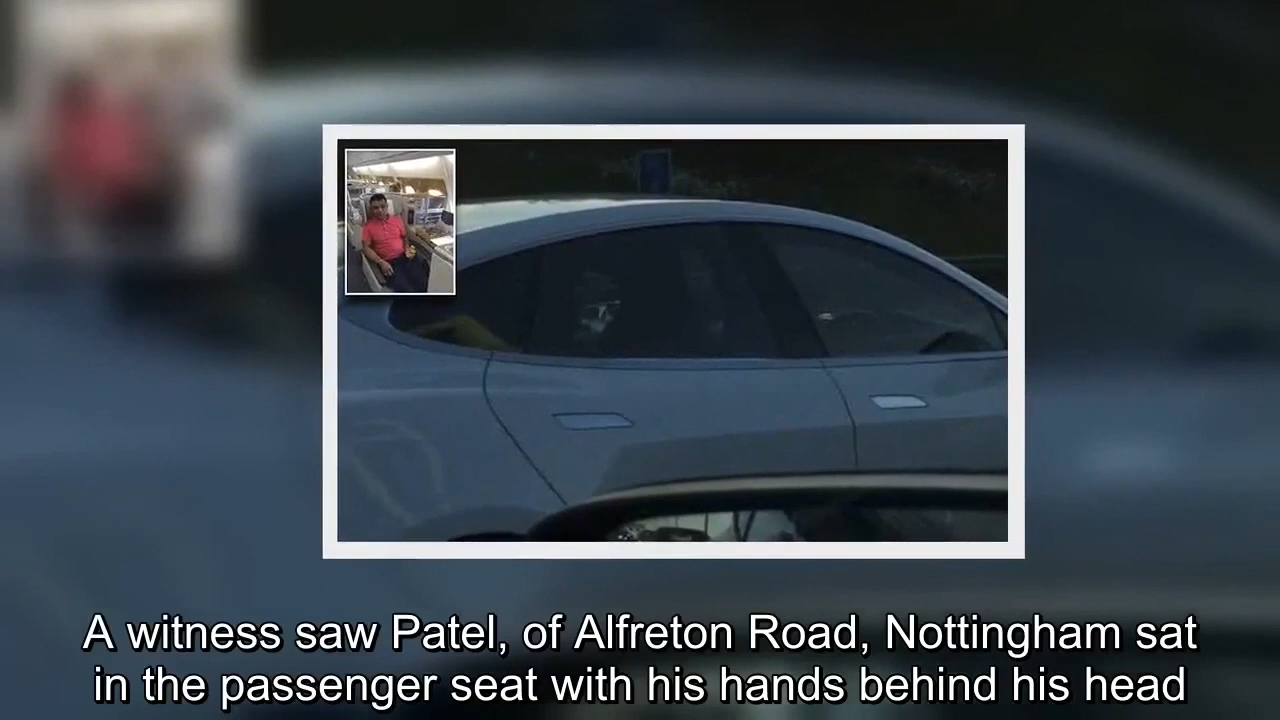 A witness saw Patel, of Alfreton Road, Nottingham sat
in the passenger seat with his hands behind his head